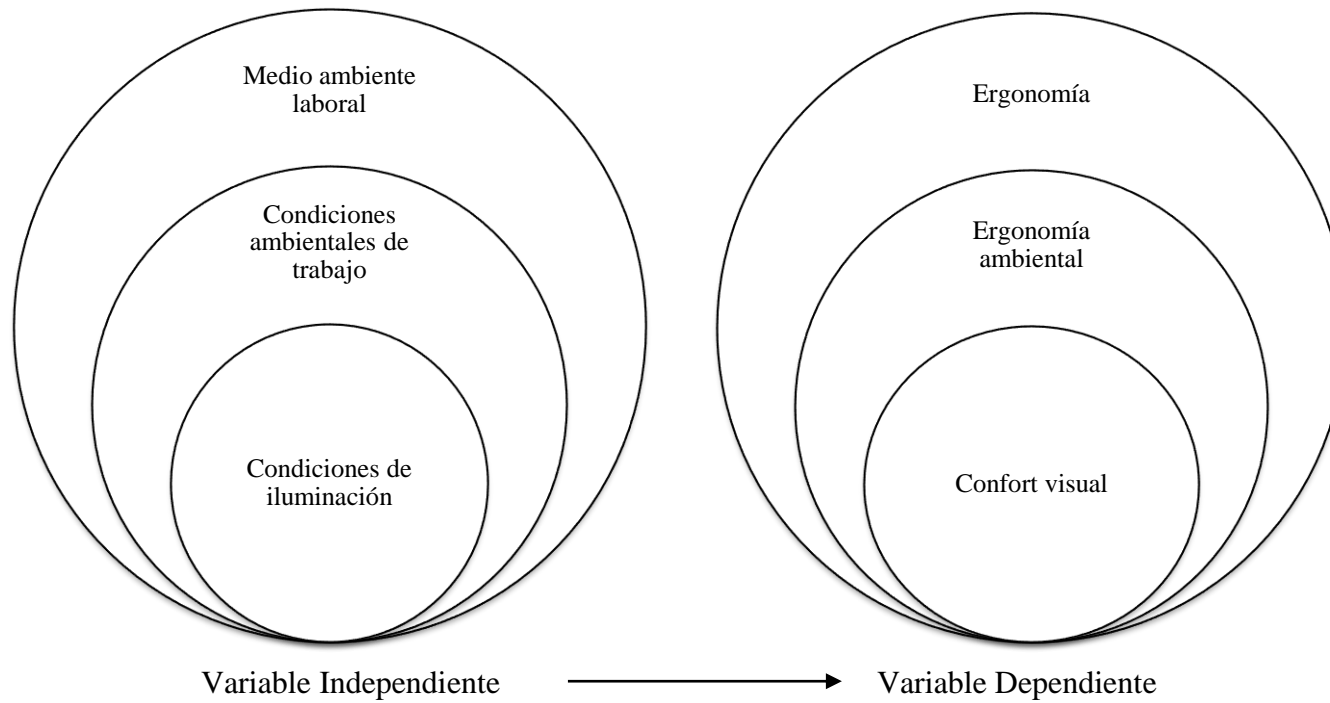 Medio ambiente
laboral
Condiciones
ambientales de
trabajo
Condiciones de
iluminación
Ergonomía
Ergonomía
ambiental
Confort visual
Variable Independiente
Variable Dependiente